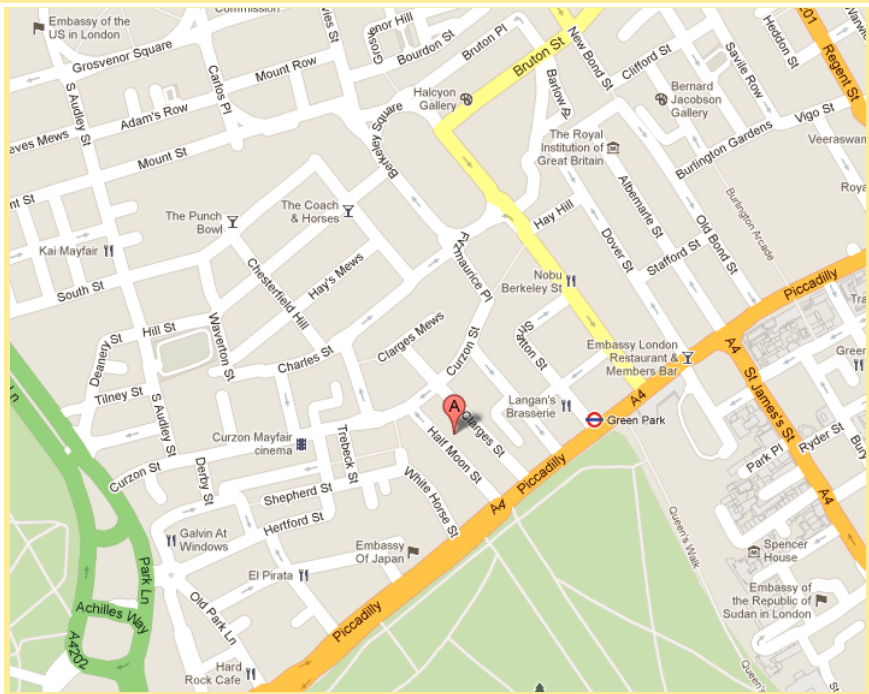 Embassy of the
US in London
Commission
Grosvenor Square
S Audley St
Carlos Pl
Mount Row
Adam's Row
Mount St
South St
Bourdon St
Bruton Pl
Bruton St
Berkeley Square
Halcyon
Gallery
New Bond St
Clifford St
Savile Row
Heddon St
Regent St
Barlow Pl
Bernard
Jacobson
Gallery
Vigo St
The Royal
Institution of
Great Britain
Burlington Gardens
Burlington Arcade
Albemarle St
Old Bond St
Stafford St
Dover St
Hay Hill
The Punch
Bowl
The Coach
& Horses
Kai Mayfair
Hay's Mews
Chesterfield Hill
Waverton St
Hill St
Deanery St
Charles St
Clarges Mews
Fitzmaurice Pl
Curzon St
Nobu
Berkeley St
Stratton St
Embassy London
Restaurant &
Members Bar
Langan's
Brasserie
Green Park
Piccadilly
A4
A4
St James's St
A4
Ryder St
Park Pl
Tilney St
S Audley St
Curzon Mayfair
cinema
Curzon St
Derby St
Trebeck St
A
Clarges St
Half Moon St
White Horse St
Shepherd St
Hertford St
Piccadilly
A4
Galvin At
Windows
El Pirata
Embassy
Of Japan
Park Ln
Old Park Ln
Achilles Way
A4202
Hard
Rock Cafe
Piccadilly
Queen's Walk
Spencer
House
Embassy of
the Republic of
Sudan in London